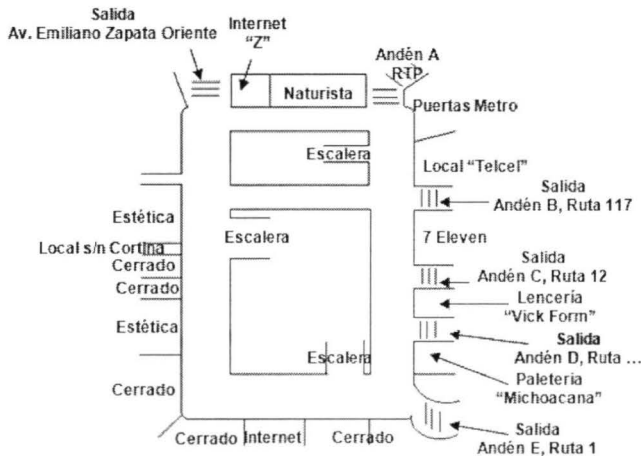 Salida
Av. Emiliano Zapata Oriente
Internet
“Z”
Naturista
Andén A
RTP
Puertas Metro
Escalera
Local “Telcel”
Salida
Andén B, Ruta 117
Estética
Escalera
7 Eleven
Local s/n Cortina
Cerrado
Salida
Andén C, Ruta 12
Cerrado
Lencería
“Vick Form”
Estética
Salida
Andén D, Ruta ...
Escalera
Paleteria
“Michoacana”
Cerrado
Salida
Andén E, Ruta 1
Cerrado
Internet
Cerrado